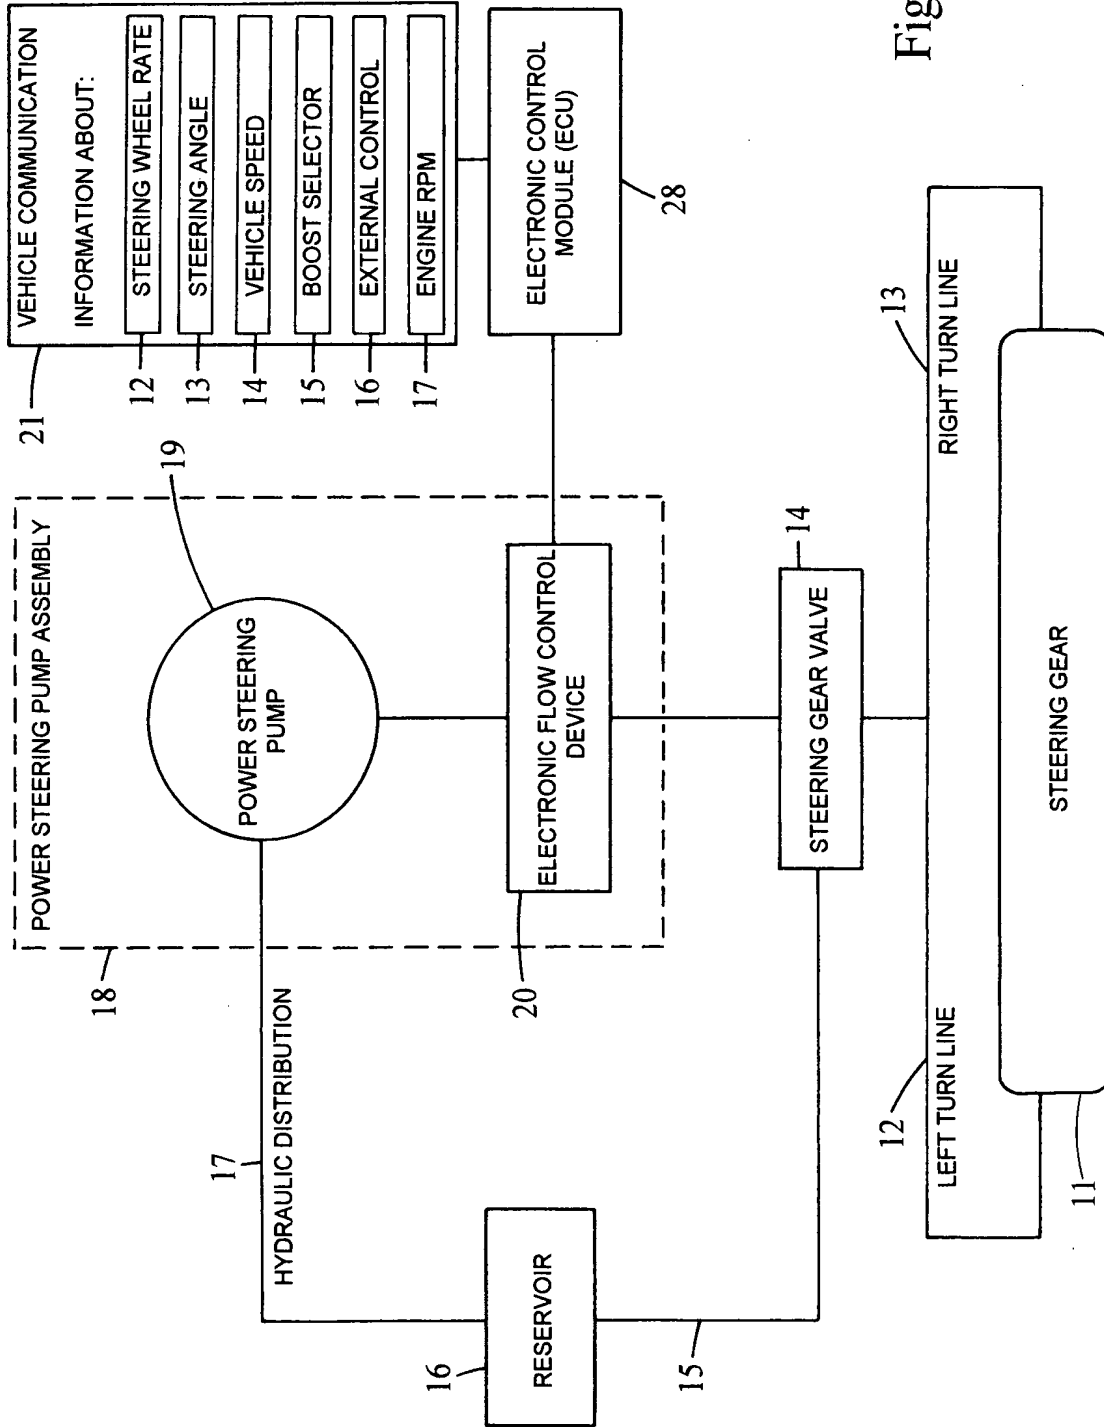 POWER STEERING PUMP ASSEMBLY
18
19
POWER STEERING
PUMP
17
HYDRAULIC DISTRIBUTION
20
ELECTRONIC FLOW CONTROL
DEVICE
16
RESERVOIR
15
21
VEHICLE COMMUNICATION
INFORMATION ABOUT:
12
STEERING WHEEL RATE
13
STEERING ANGLE
14
VEHICLE SPEED
15
BOOST SELECTOR
16
EXTERNAL CONTROL
17
ENGINE RPM
ELECTRONIC CONTROL
MODULE (ECU)
28
14
STEERING GEAR VALVE
12
LEFT TURN LINE
13
RIGHT TURN LINE
STEERING GEAR
11
Fig